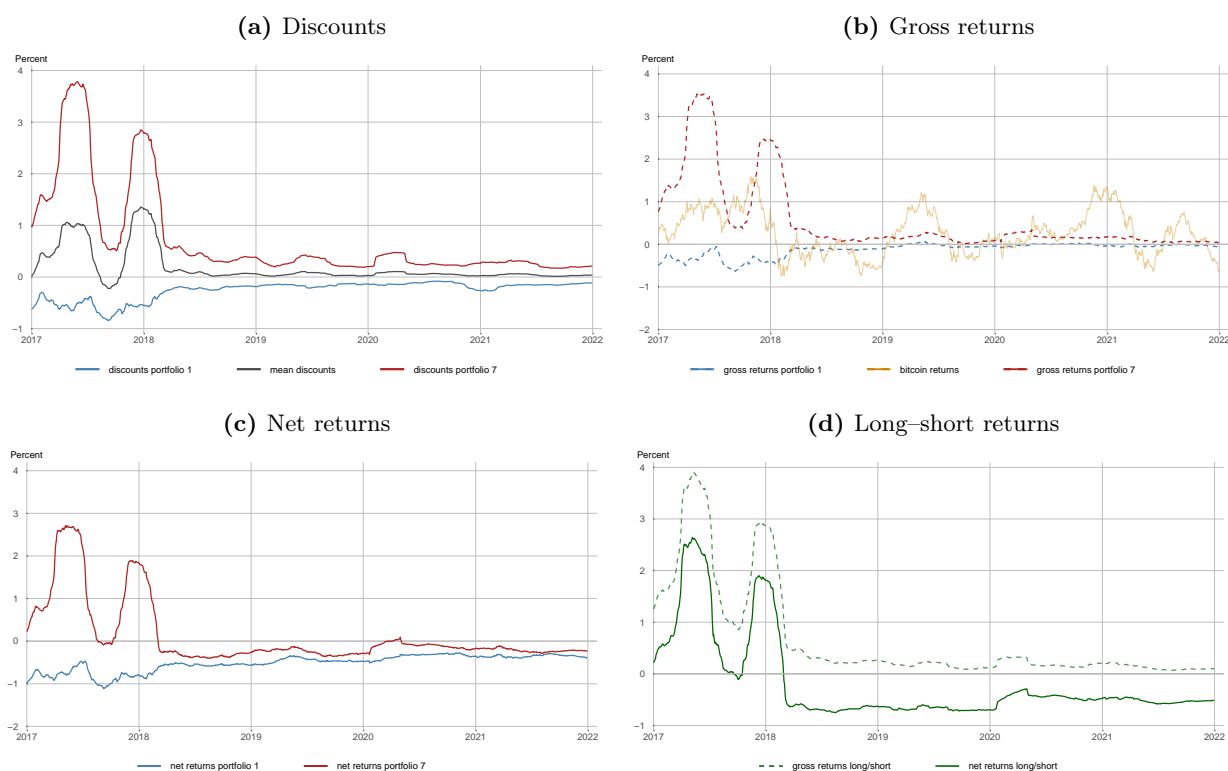 (a) Discounts
Percent
4
3
2
1
0
−1
2017 2018 2019 2020 2021 2022
discounts portfolio 1 mean discounts discounts portfolio 7
(b) Gross returns
Percent
4
3
2
1
0
−1
−2
2017 2018 2019 2020 2021 2022
gross returns portfolio 1 bitcoin returns gross returns portfolio 7
(c) Net returns
Percent
4
3
2
1
0
−1
−2
2017 2018 2019 2020 2021 2022
net returns portfolio 1 net returns portfolio 7
(d) Long–short returns
Percent
4
3
2
1
0
−1
2017 2018 2019 2020 2021 2022
gross returns long/short net returns long/short